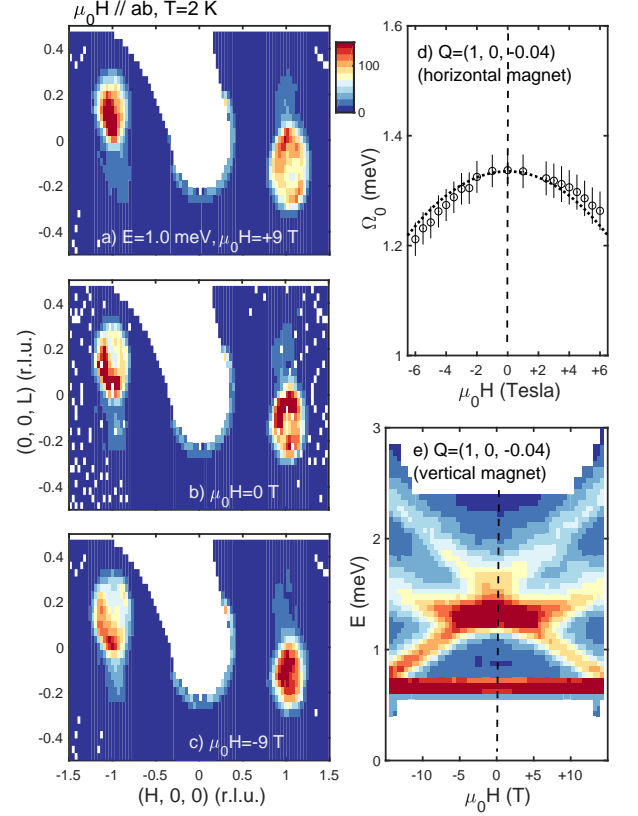 μ₀H // ab, T=2 K
100
0
0.4
0.2
0
-0.2
-0.4
a) E=1.0 meV, μ₀H=+9 T
0.4
0.2
0
-0.2
-0.4
(0, 0, L) (r.l.u.)
b) μ₀H=0 T
0.4
0.2
0
-0.2
-0.4
c) μ₀H=-9 T
-1.5 -1 -0.5 0 0.5 1 1.5
(H, 0, 0) (r.l.u.)
d) Q=(1, 0, -0.04)
(horizontal magnet)
1.6
1.4
1.2
1
Ω₀ (meV)
-6 -4 -2 0 +2 +4 +6
μ₀H (Tesla)
e) Q=(1, 0, -0.04)
(vertical magnet)
3
2
1
0
E (meV)
-10 -5 0 +5 +10
μ₀H (T)